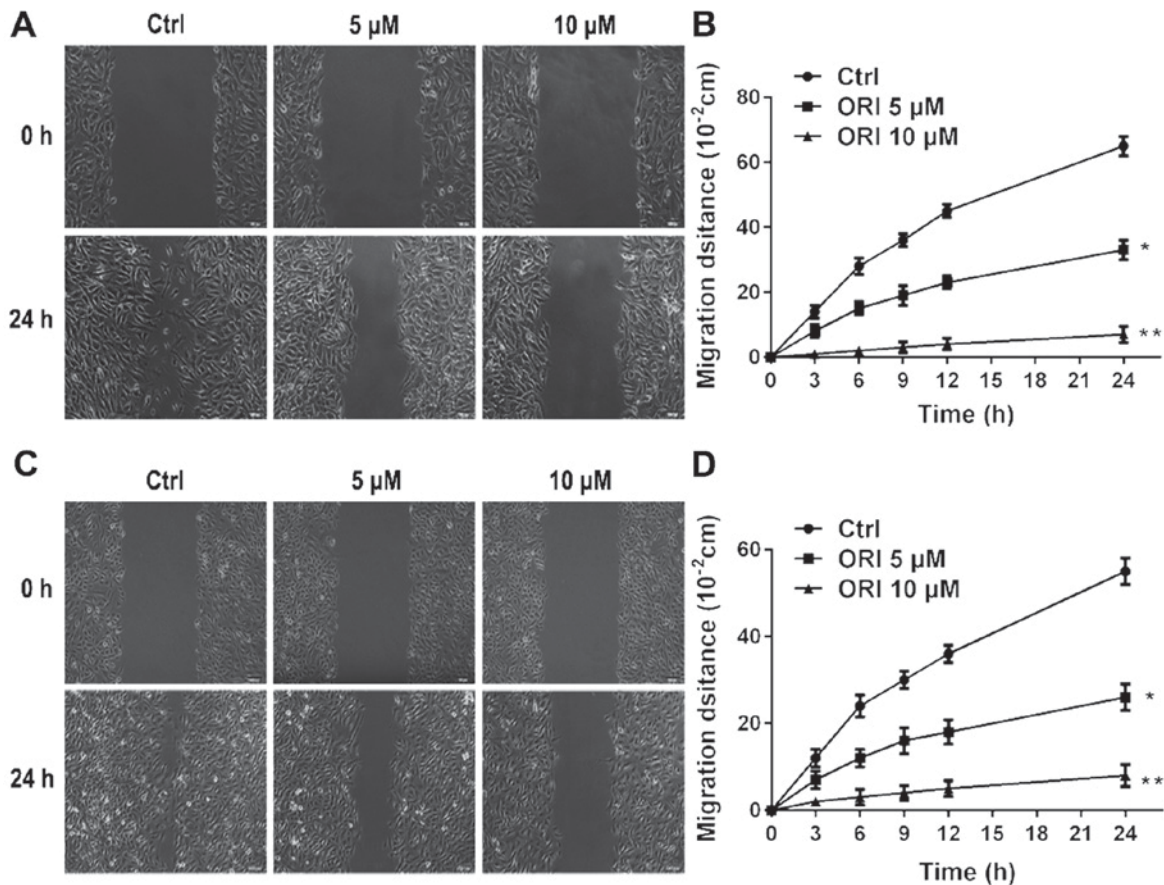 A
Ctrl
5 µM
10 µM
0 h
24 h
B
Ctrl
ORI 5 µM
ORI 10 µM
Migration dsitance (10⁻²cm)
80
60
40
20
0
0 3 6 9 12 15 18 21 24
Time (h)
*
**
C
Ctrl
5 µM
10 µM
0 h
24 h
D
Ctrl
ORI 5 µM
ORI 10 µM
Migration dsitance (10⁻²cm)
60
40
20
0
0 3 6 9 12 15 18 21 24
Time (h)
*
**